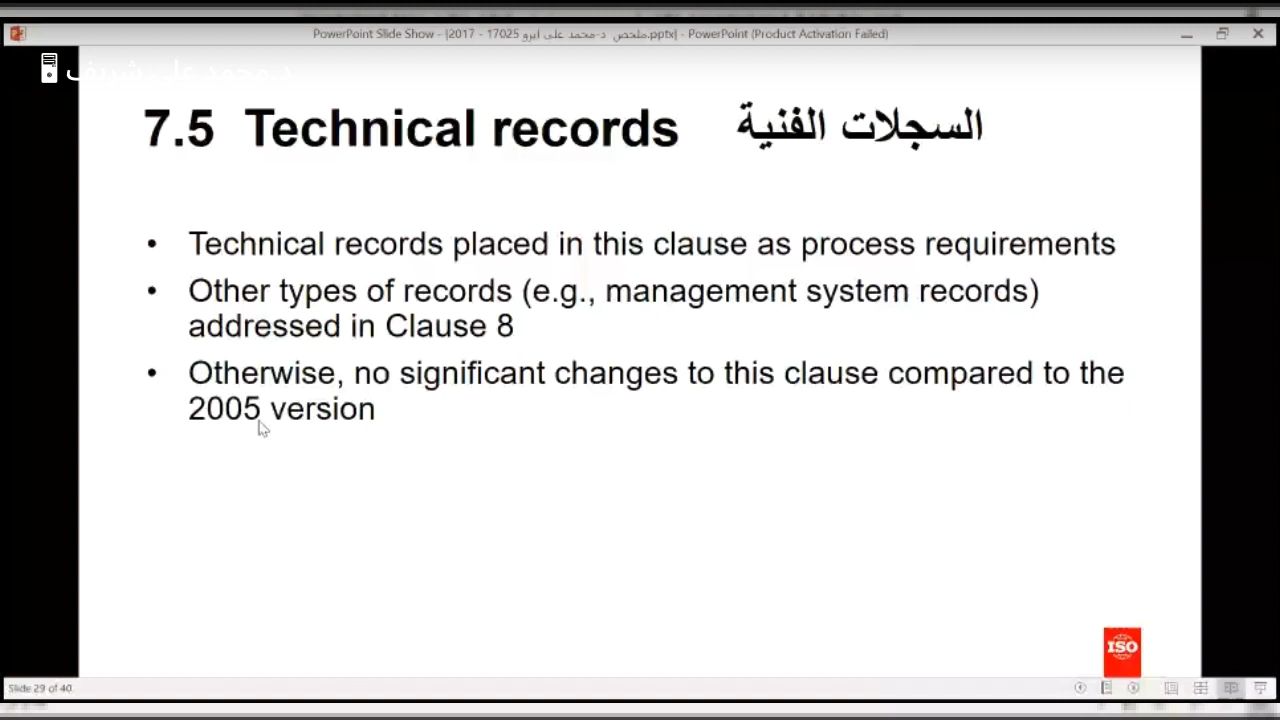 PowerPoint Slide Show - [2017 - 17025 ملخص د-محمد على ايرو.pptx] - PowerPoint (Product Activation Failed)
د.محمد علي شريف
7.5 Technical records السجلات الفنية
• Technical records placed in this clause as process requirements
• Other types of records (e.g., management system records)
addressed in Clause 8
• Otherwise, no significant changes to this clause compared to the
2005 version
ISO
Slide 29 of 40